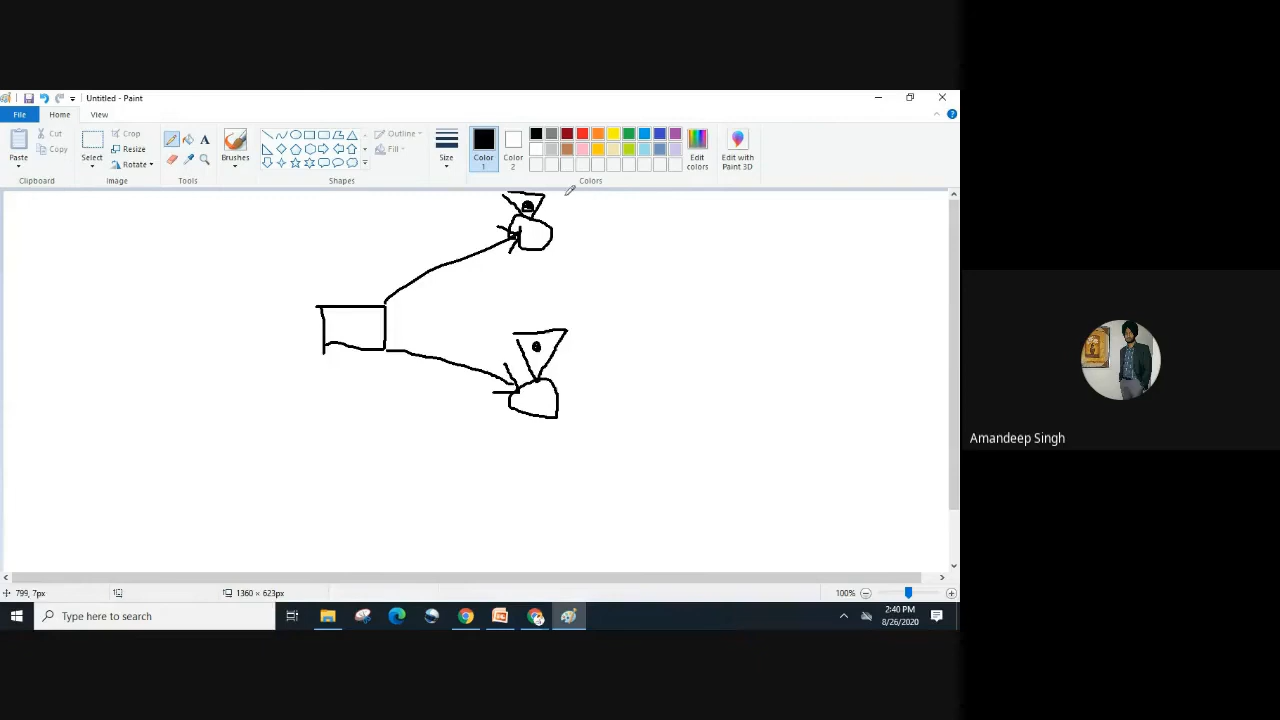 Untitled - Paint
File Home View
Cut Crop Outline
Paste Copy Select Resize Brushes Fill Size Color 1 Color 2 Edit colors Edit with Paint 3D
Rotate
Clipboard Image Tools Shapes Colors
Amandeep Singh
799, 7px 1360 × 623px 100%
Type here to search 2:40 PM
8/26/2020